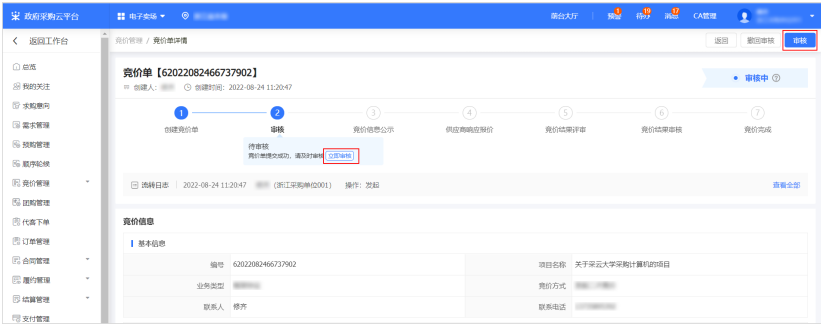 政府采购云平台
电子卖场
前台大厅
预警
待办
消息
CA管理
返回工作台
竞价管理 / 竞价单详情
返回
撤回审核
审核
总览
我的关注
求购意向
需求管理
竞购管理
顺序轮候
竞价管理
团购管理
代客下单
订单管理
合同管理
履约管理
结算管理
支付管理
竞价单【62022082466737902】
审核中
创建人:
创建时间: 2022-08-24 11:20:47
1
2
3
4
5
6
7
创建竞价单
审核
竞价信息公示
供应商响应报价
竞价结果评审
竞价结果审核
竞价完成
待审核
竞价单提交成功、请及时审核 立即审核
流转日志
2022-08-24 11:20:47
(浙江采购单位001)
操作: 发起
查看全部
竞价信息
基本信息
编号 62022082466737902
项目名称 关于采云大学采购计算机的项目
业务类型
竞价方式
联系人 修齐
联系电话